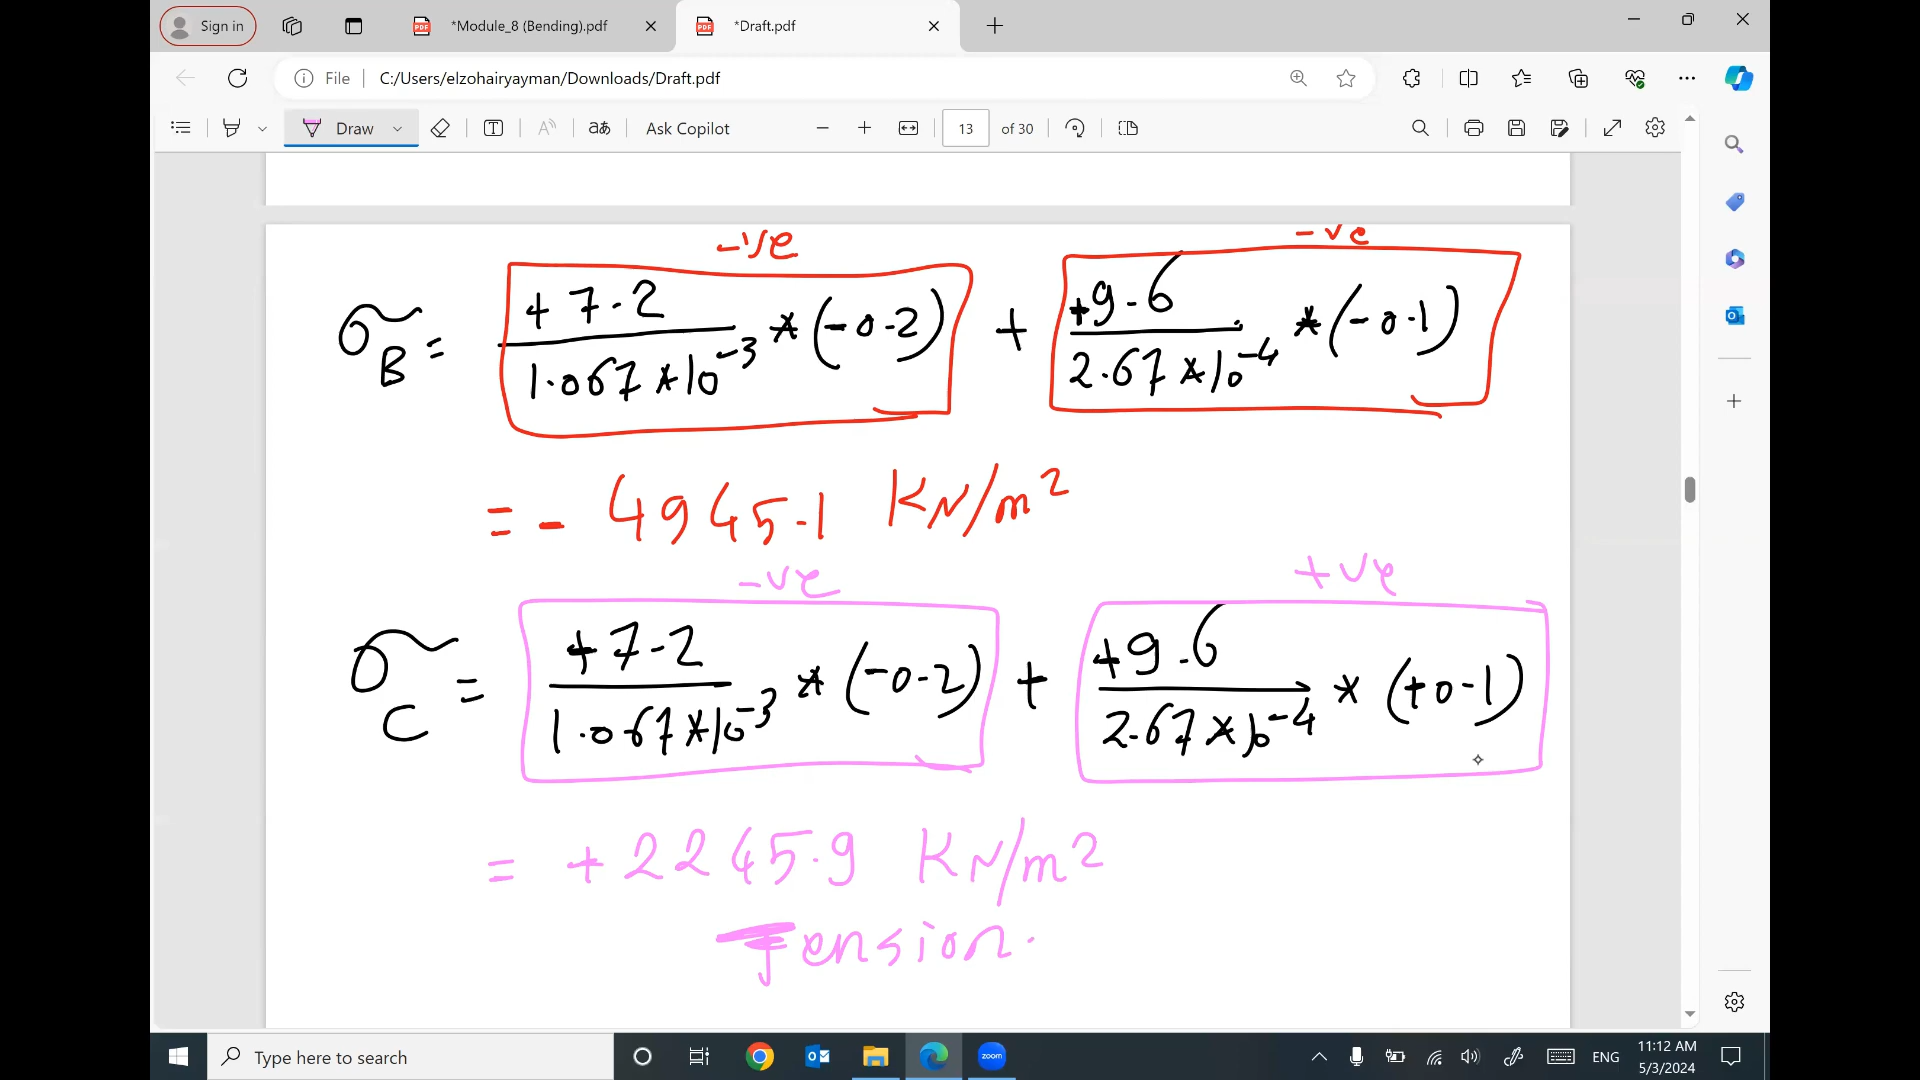 Sign in
*Module_8 (Bending).pdf
*Draft.pdf
File
C:/Users/elzohairyayman/Downloads/Draft.pdf
Draw
aあ
Ask Copilot
13 of 30
-ve -ve
σB = +7.2 / 1.067*10^-3 * (-0.2) + +9.6 / 2.67*10^-4 * (-0.1)
= - 4945.1 KN/m²
-ve +ve
σC = +7.2 / 1.067*10^-3 * (-0.2) + +9.6 / 2.67*10^-4 * (+0.1)
= +2245.9 KN/m²
Tension.
Type here to search
zoom
ENG
11:12 AM
5/3/2024